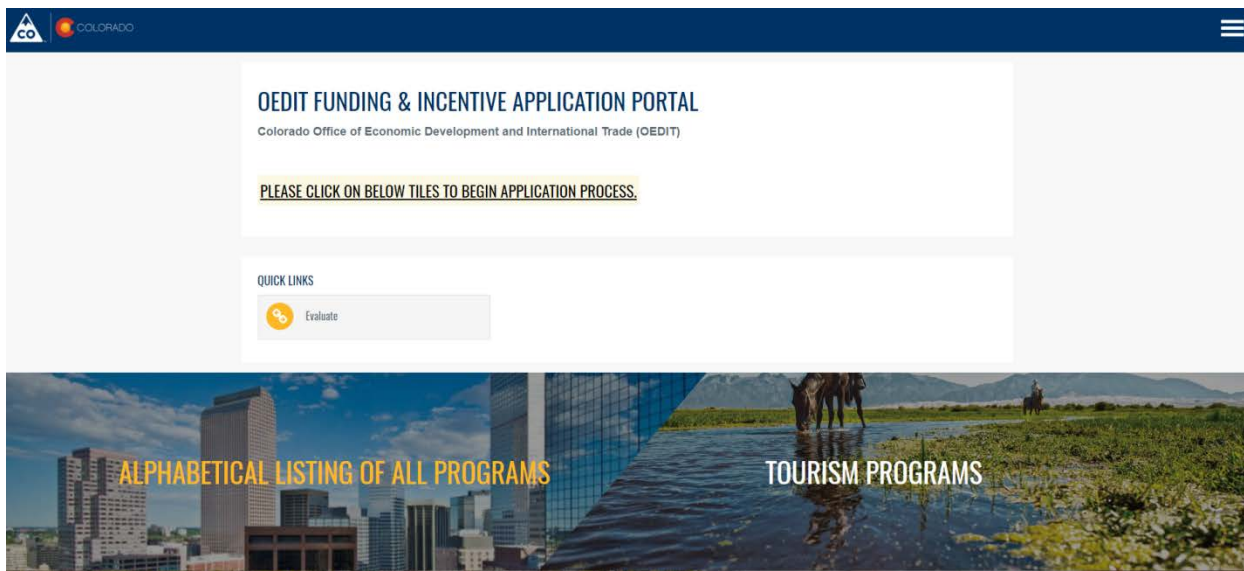 CO
COLORADO
OEDIT FUNDING & INCENTIVE APPLICATION PORTAL
Colorado Office of Economic Development and International Trade (OEDIT)
PLEASE CLICK ON BELOW TILES TO BEGIN APPLICATION PROCESS.
QUICK LINKS
Evaluate
ALPHABETICAL LISTING OF ALL PROGRAMS
TOURISM PROGRAMS